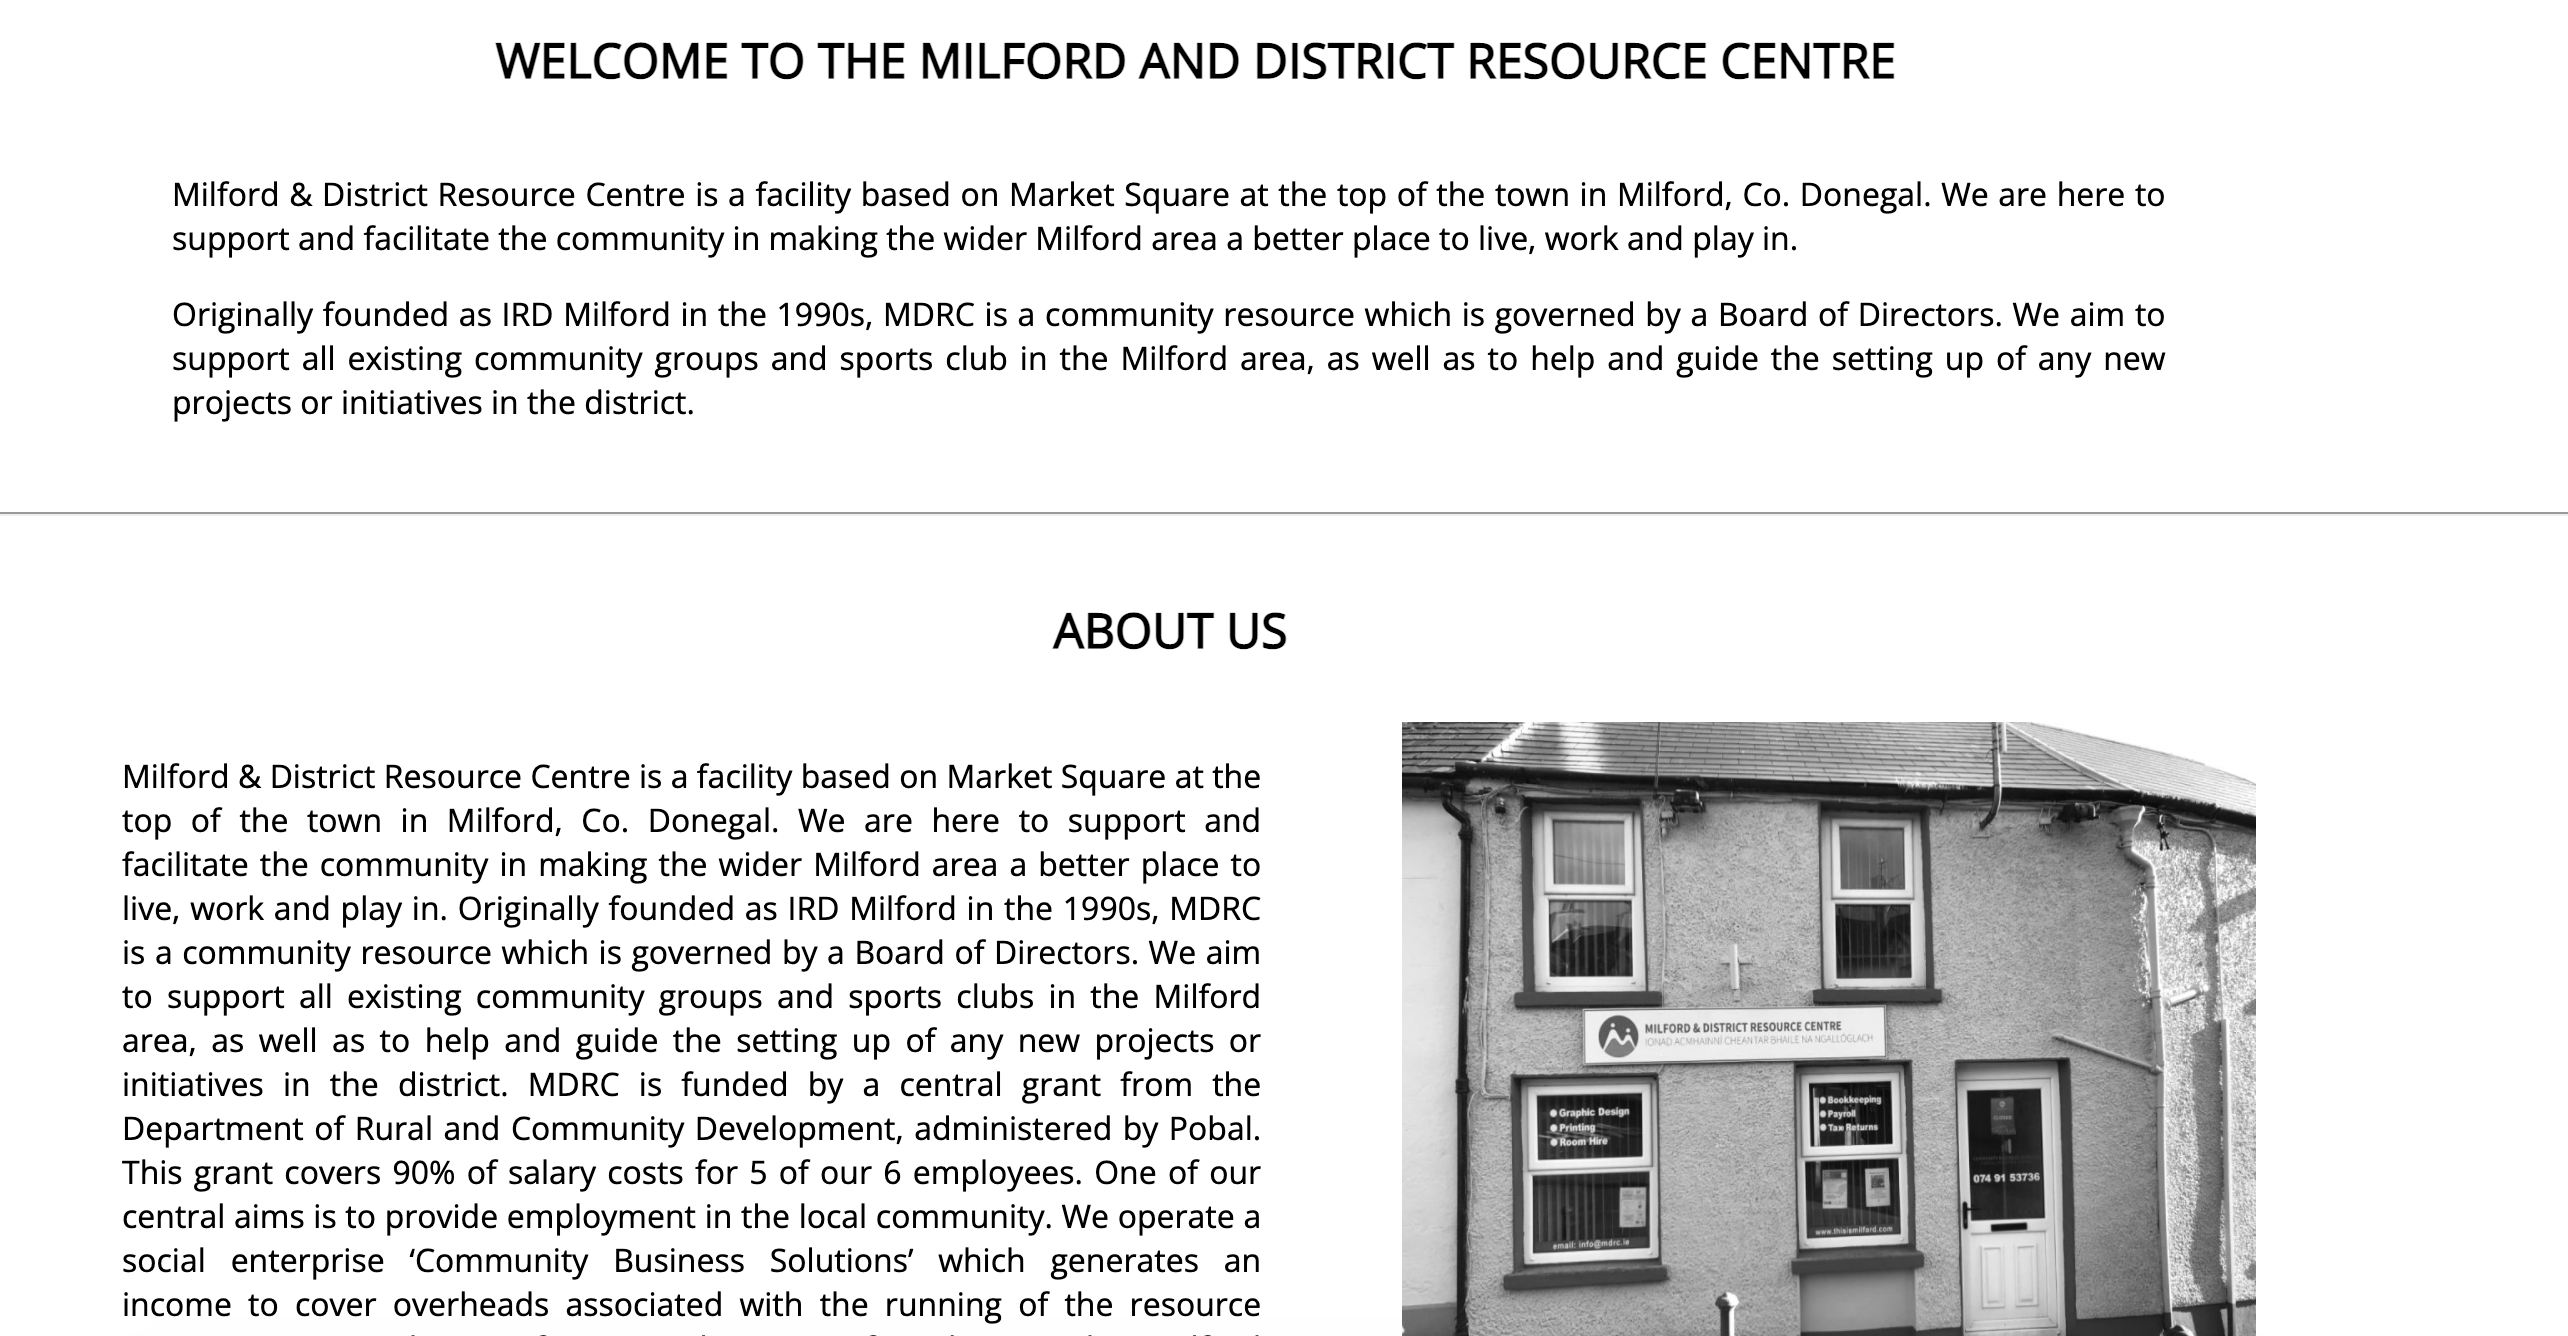 WELCOME TO THE MILFORD AND DISTRICT RESOURCE CENTRE
Milford & District Resource Centre is a facility based on Market Square at the top of the town in Milford, Co. Donegal. We are here to
support and facilitate the community in making the wider Milford area a better place to live, work and play in.
Originally founded as IRD Milford in the 1990s, MDRC is a community resource which is governed by a Board of Directors. We aim to
support all existing community groups and sports club in the Milford area, as well as to help and guide the setting up of any new
projects or initiatives in the district.
ABOUT US
Milford & District Resource Centre is a facility based on Market Square at the
top of the town in Milford, Co. Donegal. We are here to support and
facilitate the community in making the wider Milford area a better place to
live, work and play in. Originally founded as IRD Milford in the 1990s, MDRC
is a community resource which is governed by a Board of Directors. We aim
to support all existing community groups and sports clubs in the Milford
area, as well as to help and guide the setting up of any new projects or
initiatives in the district. MDRC is funded by a central grant from the
Department of Rural and Community Development, administered by Pobal.
This grant covers 90% of salary costs for 5 of our 6 employees. One of our
central aims is to provide employment in the local community. We operate a
social enterprise ‘Community Business Solutions’ which generates an
income to cover overheads associated with the running of the resource
MILFORD & DISTRICT RESOURCE CENTRE
IONAD ACMHAINNÍ CHEANTAR BHAILE NA NGALLÓGLACH
● Graphic Design
● Printing
● Room Hire
email: info@mdrc.ie
● Bookkeeping
● Payroll
● Tax Returns
www.thisismilford.com
CLOSED
074 91 53736